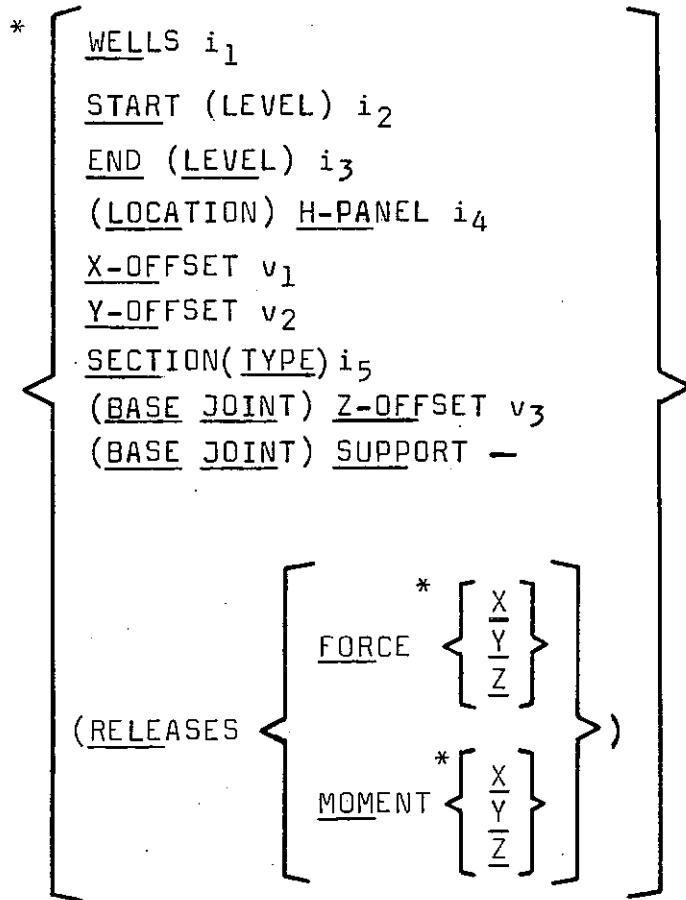 *
WELLS i1
START (LEVEL) i2
END (LEVEL) i3
(LOCATION) H-PANEL i4
X-OFFSET v1
Y-OFFSET v2
SECTION(TYPE) i5
(BASE JOINT) Z-OFFSET v3
(BASE JOINT) SUPPORT –
*
X
FORCE Y
Z
(RELEASES )
*
X
MOMENT Y
Z